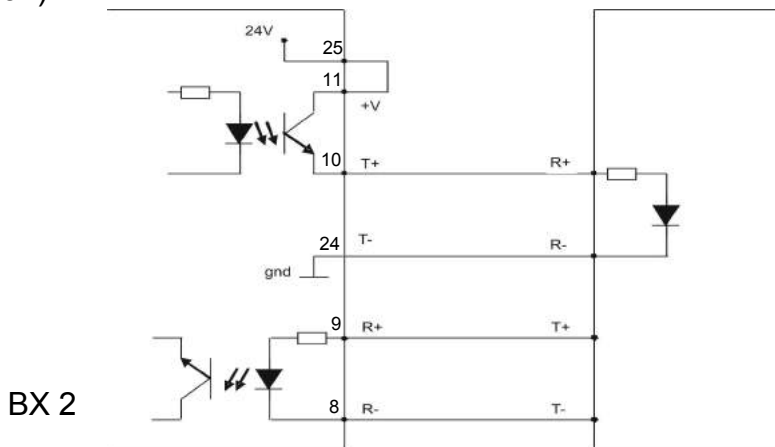 24V
25
11
+V
10 T+ R+
24 T- R-
gnd
9 R+ T+
BX 2
8 R- T-